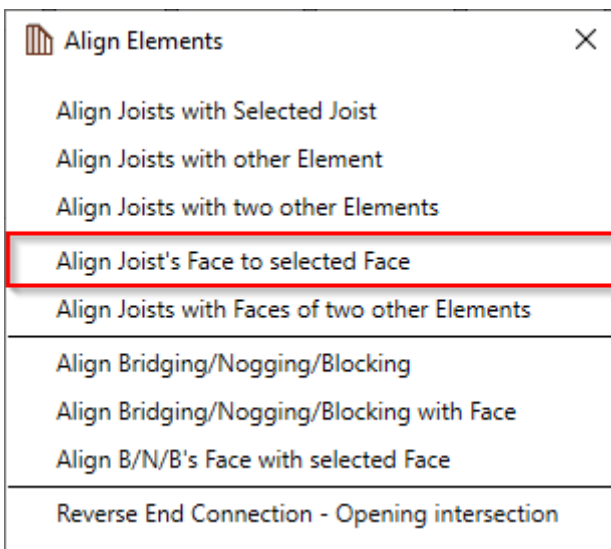 Align Elements
Align Joists with Selected Joist
Align Joists with other Element
Align Joists with two other Elements
Align Joist's Face to selected Face
Align Joists with Faces of two other Elements
Align Bridging/Nogging/Blocking
Align Bridging/Nogging/Blocking with Face
Align B/N/B's Face with selected Face
Reverse End Connection - Opening intersection